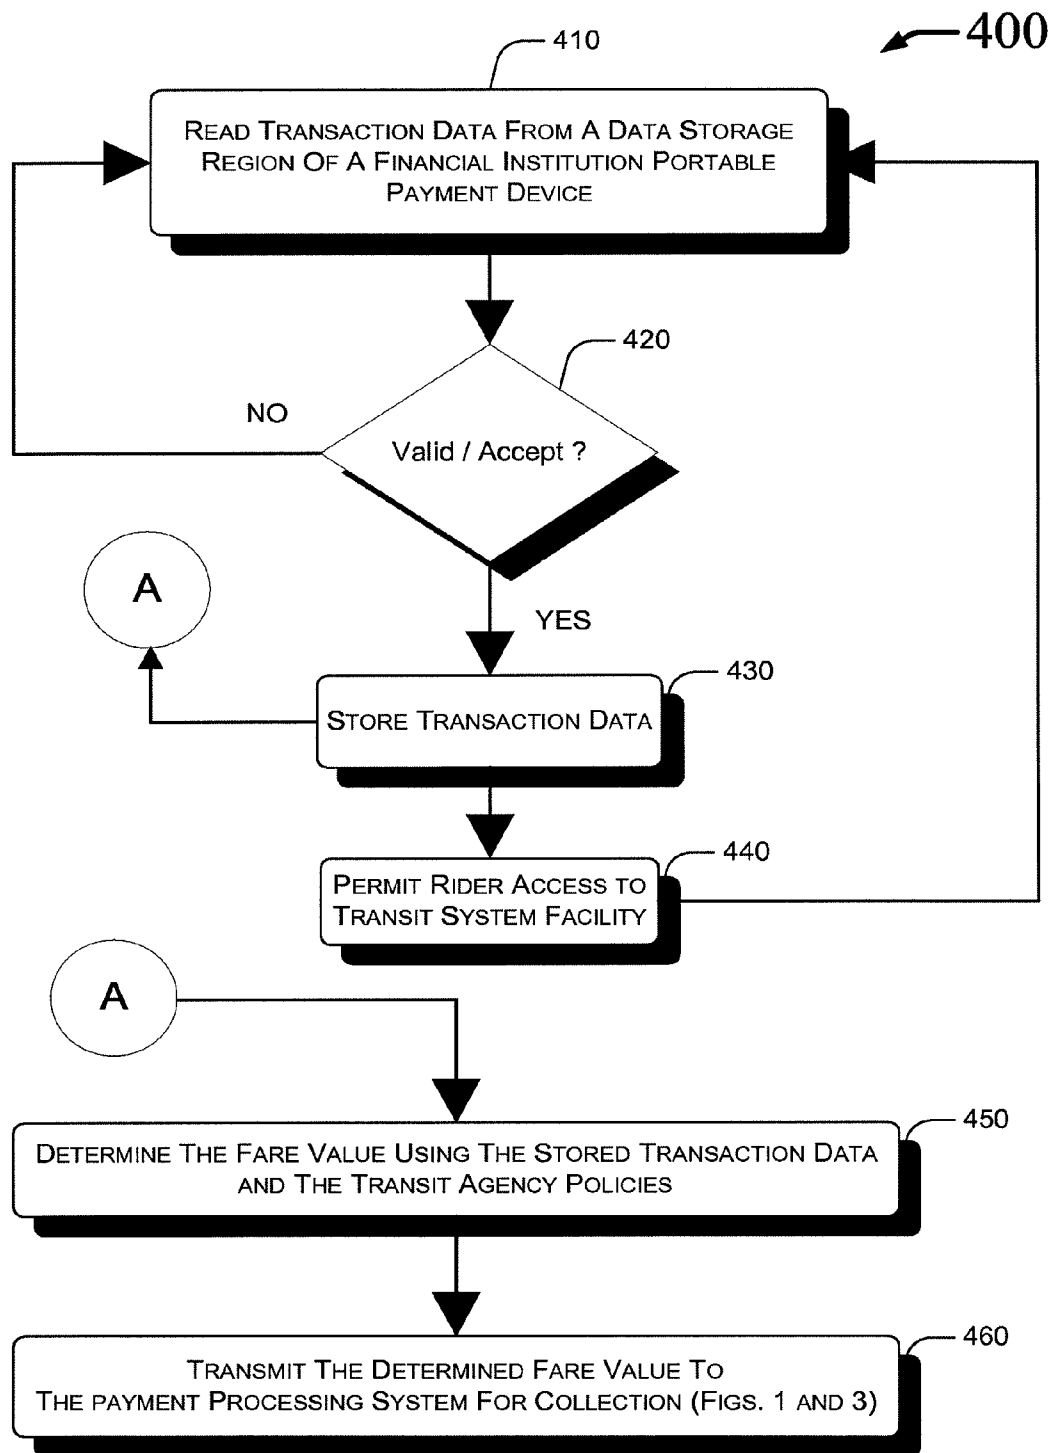 400
410
READ TRANSACTION DATA FROM A DATA STORAGE
REGION OF A FINANCIAL INSTITUTION PORTABLE
PAYMENT DEVICE
420
NO
Valid / Accept ?
A
YES
430
STORE TRANSACTION DATA
440
PERMIT RIDER ACCESS TO
TRANSIT SYSTEM FACILITY
A
450
DETERMINE THE FARE VALUE USING THE STORED TRANSACTION DATA
AND THE TRANSIT AGENCY POLICIES
460
TRANSMIT THE DETERMINED FARE VALUE TO
THE PAYMENT PROCESSING SYSTEM FOR COLLECTION (FIGS. 1 AND 3)